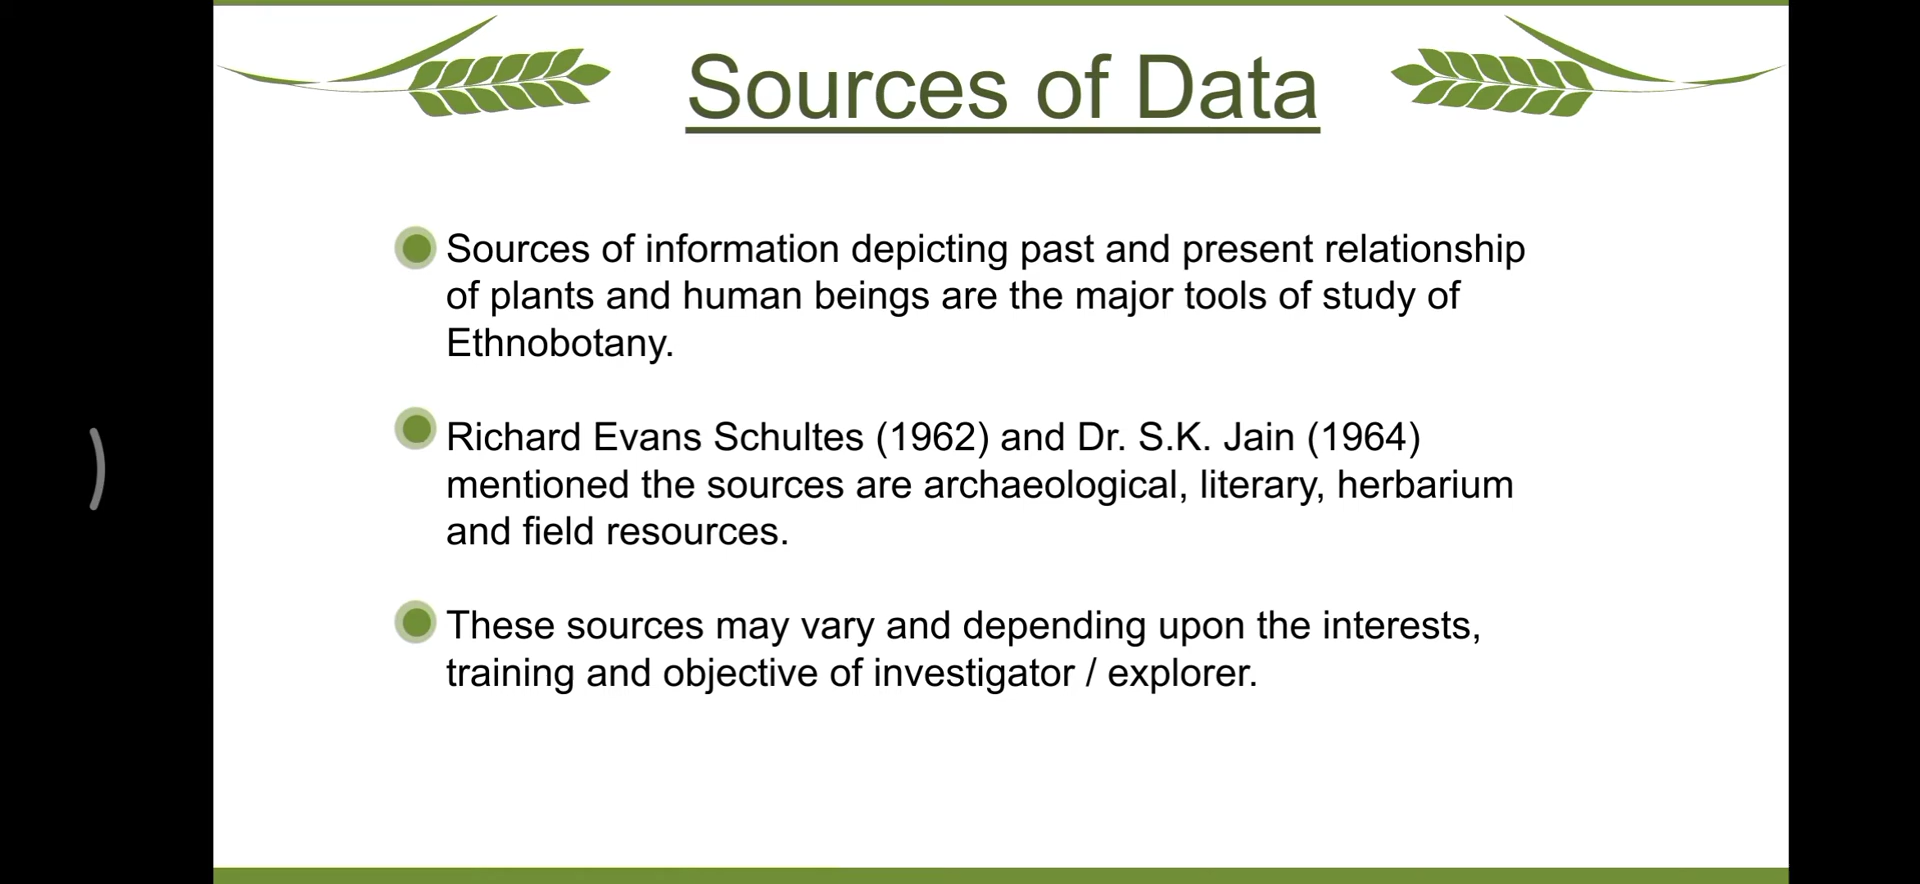 Sources of Data
Sources of information depicting past and present relationship
of plants and human beings are the major tools of study of
Ethnobotany.
Richard Evans Schultes (1962) and Dr. S.K. Jain (1964)
mentioned the sources are archaeological, literary, herbarium
and field resources.
These sources may vary and depending upon the interests,
training and objective of investigator / explorer.